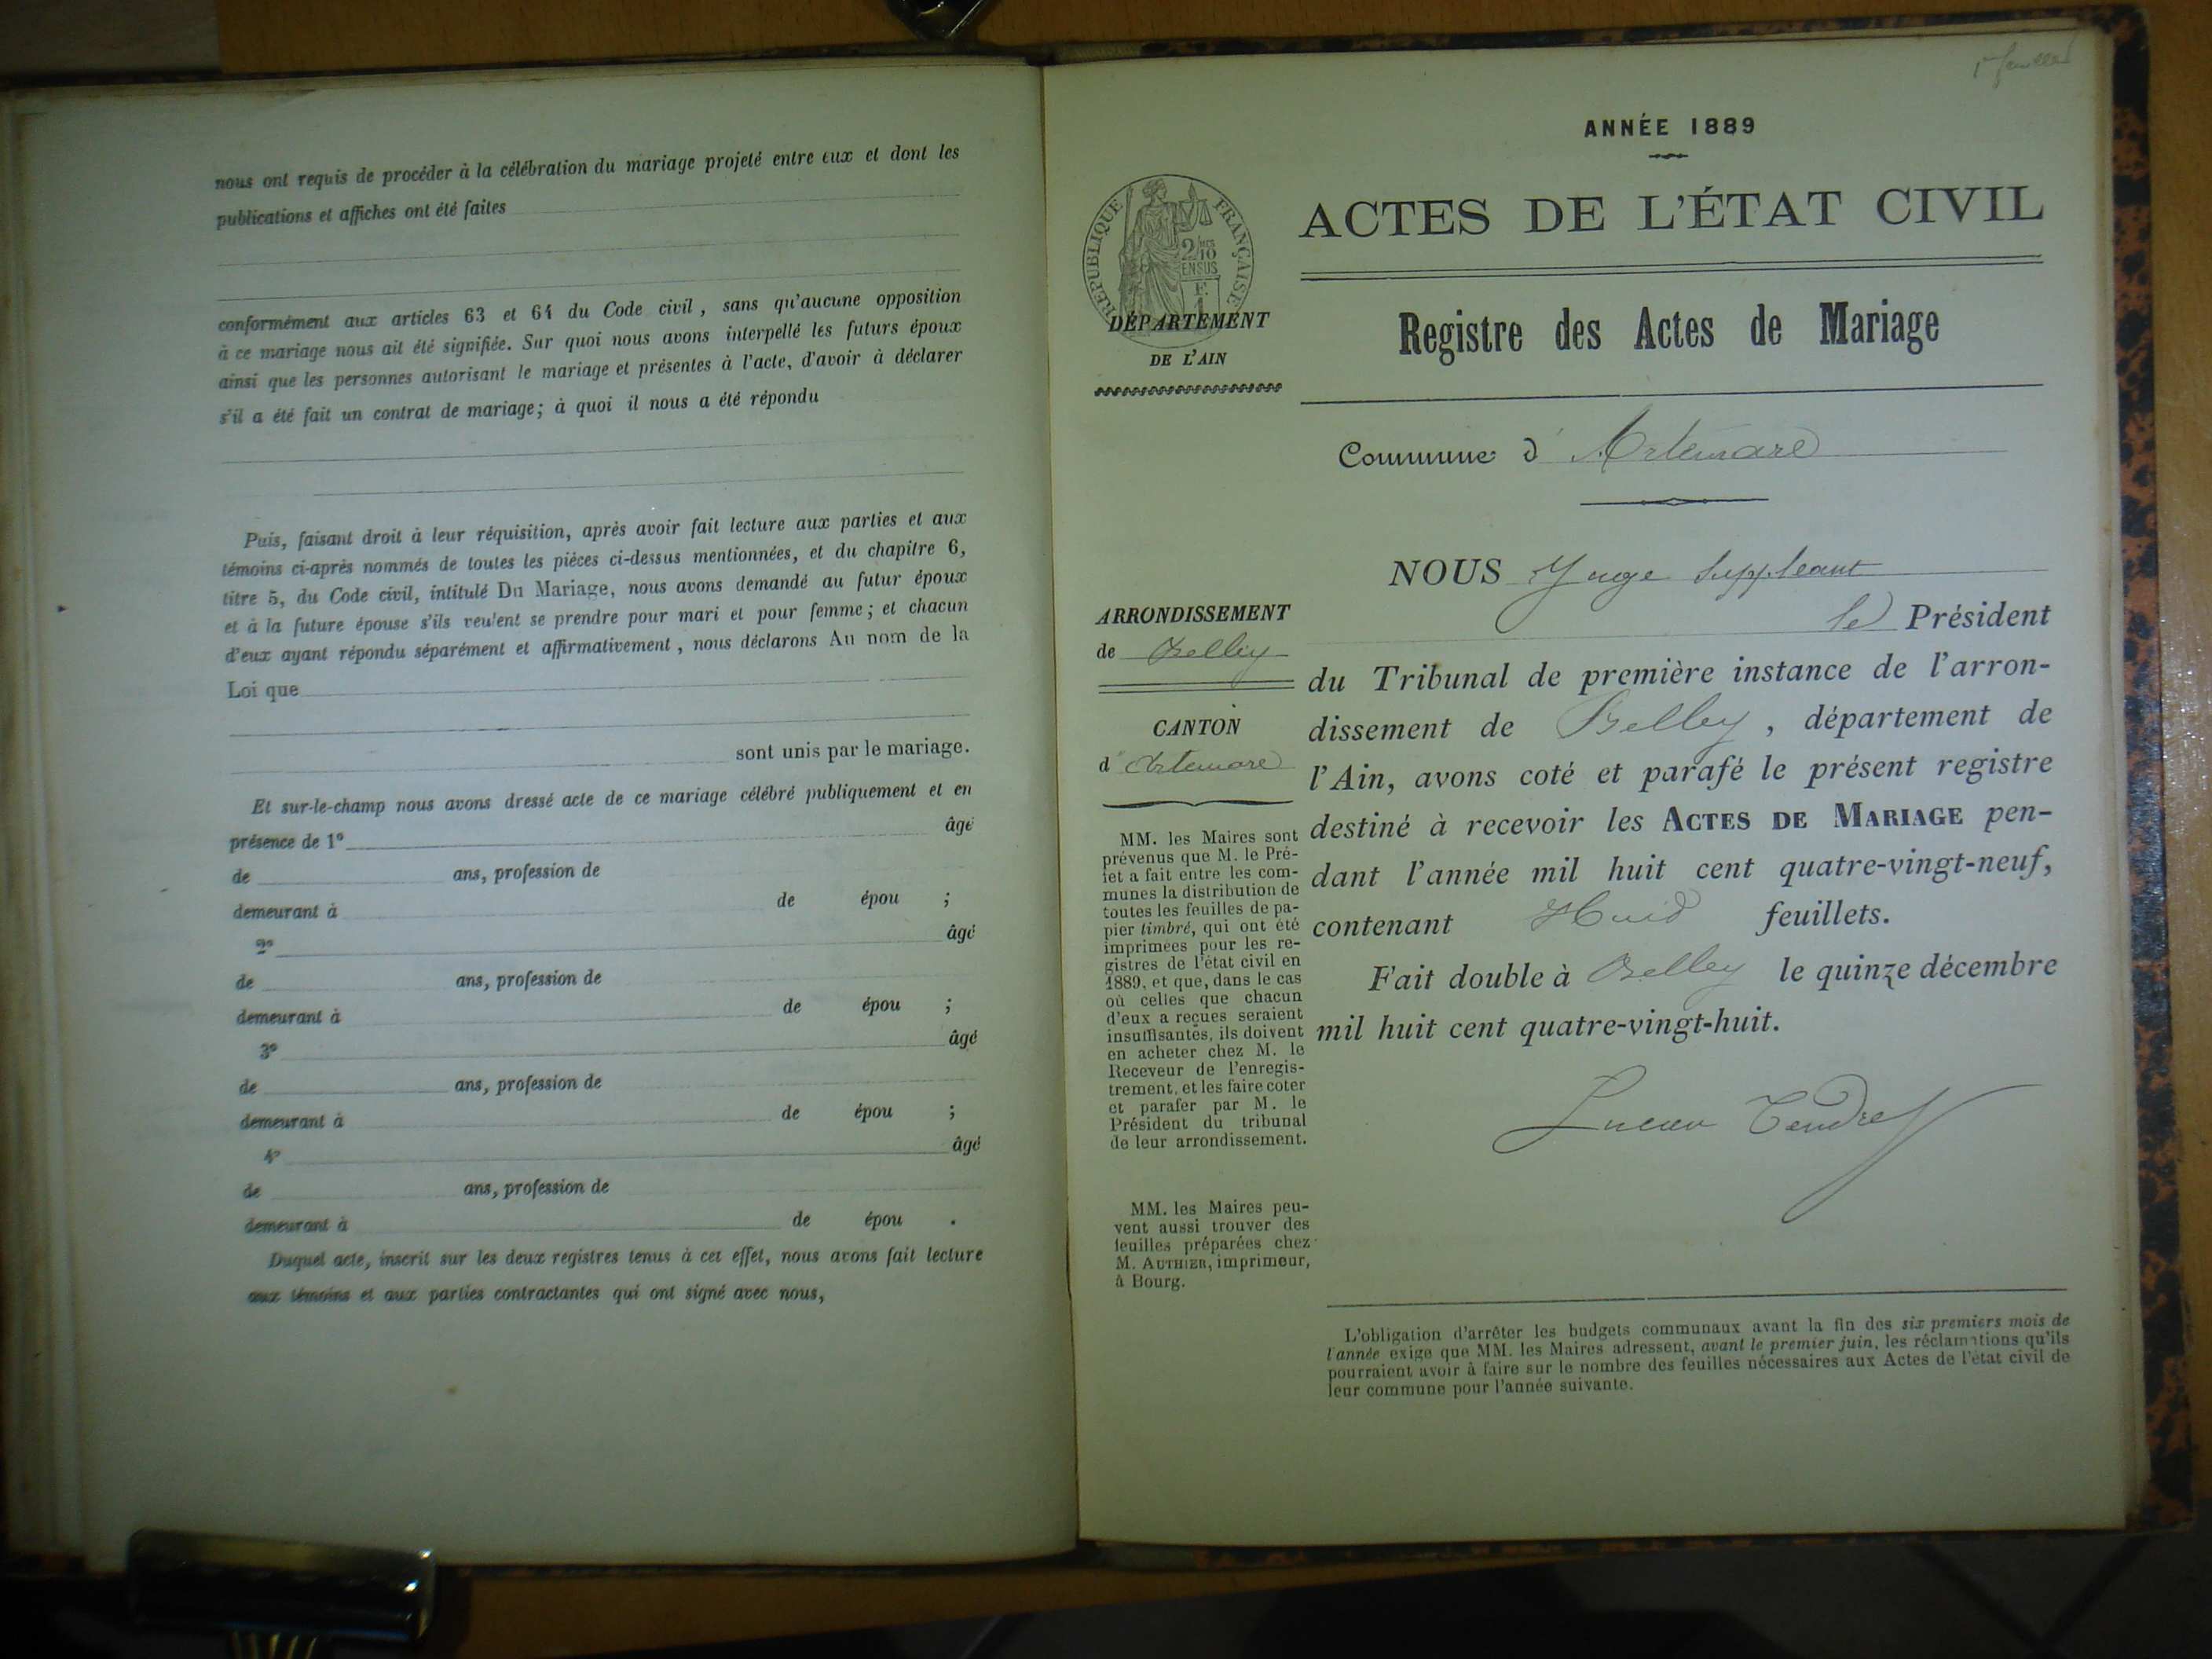 nous ont requis de procéder à la célébration du mariage projeté entre eux et dont les
publications et affiches ont été faites
conformément aux articles 63 et 64 du Code civil, sans qu'aucune opposition
à ce mariage nous ait été signifiée. Sur quoi nous avons interpellé les futurs époux
ainsi que les personnes autorisant le mariage et présentes à l'acte, d'avoir à déclarer
s'il a été fait un contrat de mariage; à quoi il nous a été répondu
Puis, faisant droit à leur réquisition, après avoir fait lecture aux parties et aux
témoins ci-après nommés de toutes les pièces ci-dessus mentionnées, et du chapitre 6,
titre 5, du Code civil, intitulé Du Mariage, nous avons demandé au futur époux
et à la future épouse s'ils veulent se prendre pour mari et pour femme; et chacun
d'eux ayant répondu séparément et affirmativement, nous déclarons Au nom de la
Loi que
sont unis par le mariage.
Et sur-le-champ nous avons dressé acte de ce mariage célébré publiquement et en
présence de 1° âgé
de ans, profession de
demeurant à de épou ;
2° âgé
de ans, profession de
demeurant à de épou ;
3° âgé
de ans, profession de
demeurant à de épou ;
4° âgé
de ans, profession de
demeurant à de épou .
Duquel acte, inscrit sur les deux registres tenus à cet effet, nous avons fait lecture
aux témoins et aux parties contractantes qui ont signé avec nous,
1er feuillet
ANNÉE 1889
ACTES DE L'ÉTAT CIVIL
RÉPUBLIQUE FRANÇAISE
2/10
EN SUS
F.
1
DÉPARTEMENT
DE L'AIN
Registre des Actes de Mariage
Commune d'Artemare
ARRONDISSEMENT
de Belley
CANTON
d'Artemare
MM. les Maires sont
prévenus que M. le Pré-
fet a fait entre les com-
munes la distribution de
toutes les feuilles de pa-
pier timbré, qui ont été
imprimées pour les re-
gistres de l'état civil en
1889, et que, dans le cas
où celles que chacun
d'eux a reçues seraient
insuffisantes, ils doivent
en acheter chez M. le
Receveur de l'enregis-
trement, et les faire coter
et parafer par M. le
Président du tribunal
de leur arrondissement.
MM. les Maires peu-
vent aussi trouver des
feuilles préparées chez
M. AUTHIER, imprimeur,
à Bourg.
NOUS Juge Suppléant
le Président
du Tribunal de première instance de l'arron-
dissement de Belley, département de
l'Ain, avons coté et parafé le présent registre
destiné à recevoir les ACTES DE MARIAGE pen-
dant l'année mil huit cent quatre-vingt-neuf,
contenant Huit feuillets.
Fait double à Belley le quinze décembre
mil huit cent quatre-vingt-huit.
Lucien Tendret
L'obligation d'arrêter les budgets communaux avant la fin des six premiers mois de
l'année exige que MM. les Maires adressent, avant le premier juin, les réclamations qu'ils
pourraient avoir à faire sur le nombre des feuilles nécessaires aux Actes de l'état civil de
leur commune pour l'année suivante.